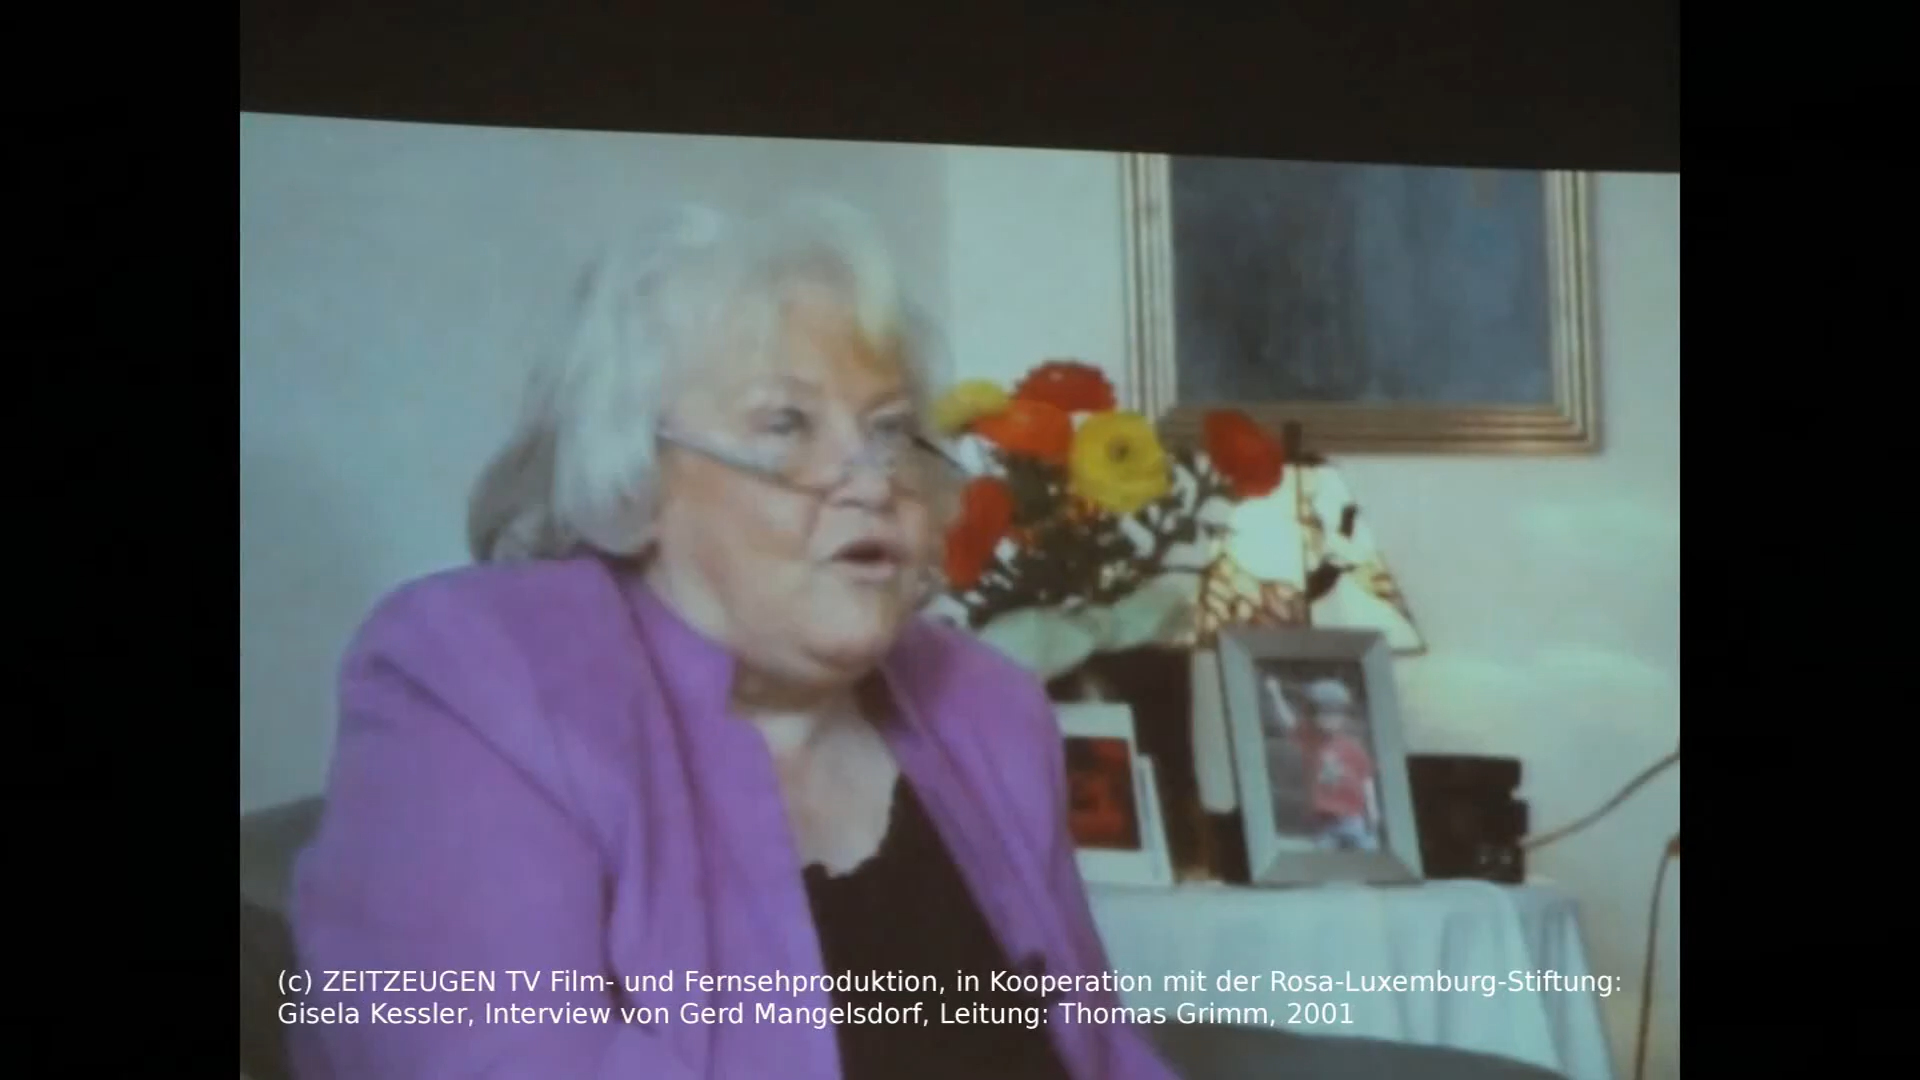 (c) ZEITZEUGEN TV Film- und Fernsehproduktion, in Kooperation mit der Rosa-Luxemburg-Stiftung:
Gisela Kessler, Interview von Gerd Mangelsdorf, Leitung: Thomas Grimm, 2001